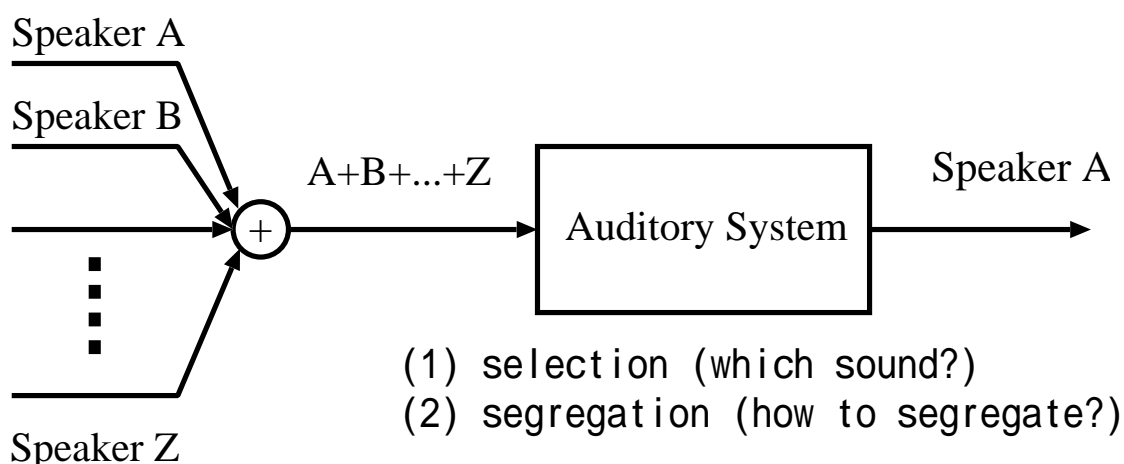 Speaker A
Speaker B
A+B+...+Z
Speaker A
+
Auditory System
(1) selection (which sound?)
(2) segregation (how to segregate?)
Speaker Z